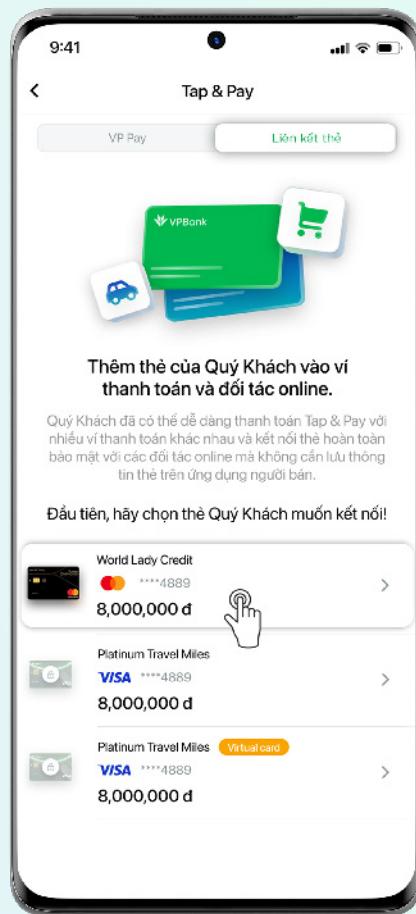 9:41
Tap & Pay
VP Pay
Liên kết thẻ
VPBank
Thêm thẻ của Quý Khách vào ví
thanh toán và đối tác online.
Quý Khách đã có thể dễ dàng thanh toán Tap & Pay với
nhiều ví thanh toán khác nhau và kết nối thẻ hoàn toàn
bảo mật với các đối tác online mà không cần lưu thông
tin thẻ trên ứng dụng người bán.
Đầu tiên, hãy chọn thẻ Quý Khách muốn kết nối!
World Lady Credit
****4889
8,000,000 đ
Platinum Travel Miles
VISA ****4889
8,000,000 đ
Platinum Travel Miles Virtual card
VISA ****4889
8,000,000 đ